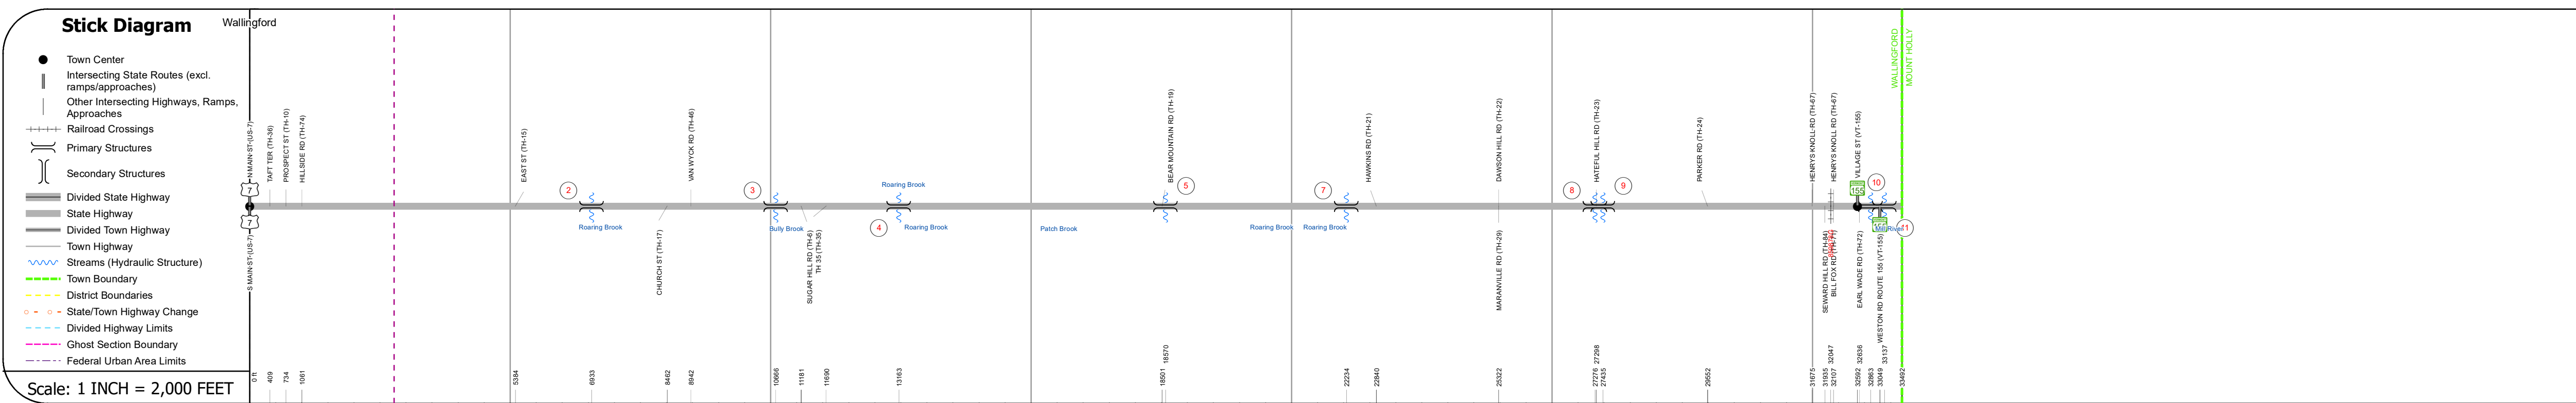 Stick Diagram
Town Center
Intersecting State Routes (excl.
ramps/approaches)
Other Intersecting Highways, Ramps,
Approaches
Railroad Crossings
Primary Structures
Secondary Structures
Divided State Highway
State Highway
Divided Town Highway
Town Highway
Streams (Hydraulic Structure)
Town Boundary
District Boundaries
State/Town Highway Change
Divided Highway Limits
Ghost Section Boundary
Federal Urban Area Limits
Scale: 1 INCH = 2,000 FEET
Wallingford
N MAIN ST (US-7)
TAFT TER (TH-36)
PROSPECT ST (TH-10)
HILLSIDE RD (TH-74)
EAST ST (TH-15)
VAN WYCK RD (TH-46)
BEAR MOUNTAIN RD (TH-19)
HAWKINS RD (TH-21)
DAWSON HILL RD (TH-22)
HATEFUL HILL RD (TH-23)
PARKER RD (TH-24)
HENRYS KNOLL RD (TH-67)
HENRYS KNOLL RD (TH-67)
VILLAGE ST (VT-155)
WALLINGFORD
MOUNT HOLLY
7
7
2
3
4
5
7
8
9
10
11
155
Roaring Brook
Roaring Brook
Bully Brook
Roaring Brook
Patch Brook
Roaring Brook
Roaring Brook
Mill River
S MAIN ST (US-7)
CHURCH ST (TH-17)
SUGAR HILL RD (TH-6)
TH 35 (TH-35)
MARANVILLE RD (TH-29)
SEWARD HILL RD (TH-84)
BILL FOX RD (TH-71)
EARL WADE RD (TH-72)
WESTON RD ROUTE 155 (VT-155)
0 ft
409
734
1061
5384
6933
8462
8942
10666
11181
11690
13163
18501
18570
22234
22840
25322
27276
27298
27435
29552
31675
31935
32047
32107
32592
32636
32863
33049
33137
33492